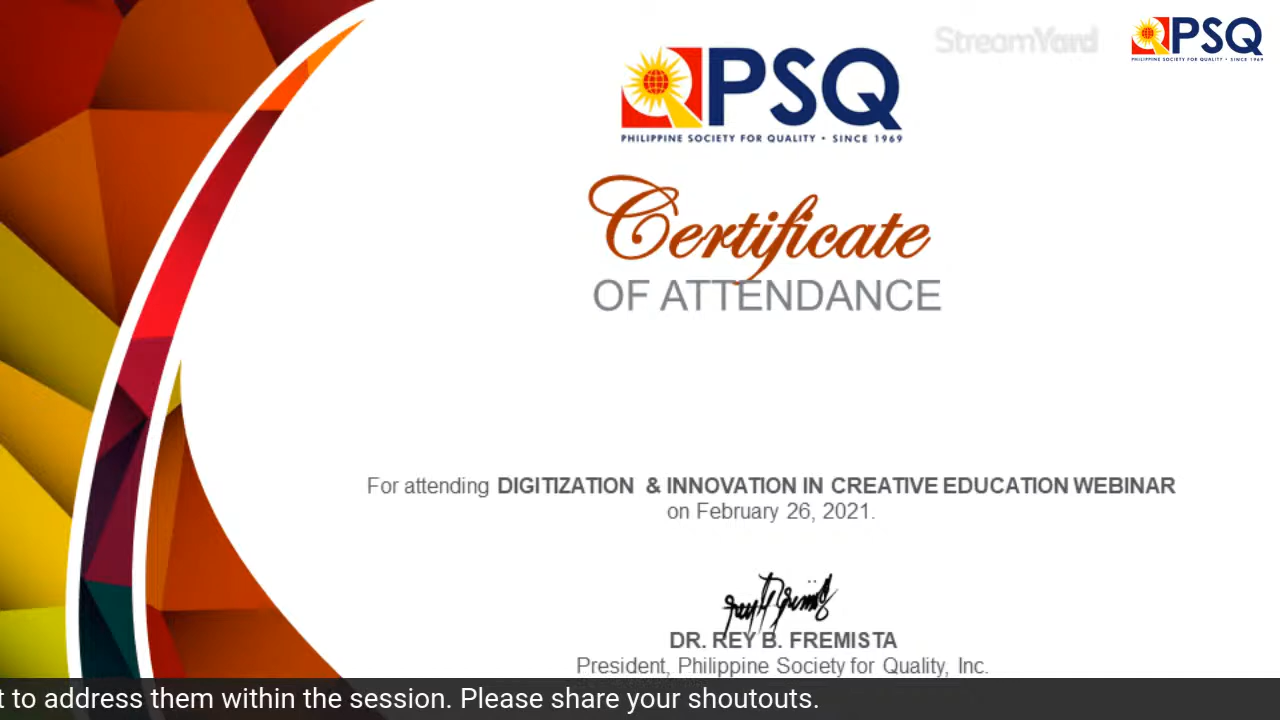 StreamYard
PSQ
PHILIPPINE SOCIETY FOR QUALITY • SINCE 1969
PSQ
PHILIPPINE SOCIETY FOR QUALITY • SINCE 1969
Certificate
OF ATTENDANCE
For attending DIGITIZATION & INNOVATION IN CREATIVE EDUCATION WEBINAR
on February 26, 2021.
DR. REY B. FREMISTA
President, Philippine Society for Quality, Inc.
t to address them within the session. Please share your shoutouts.